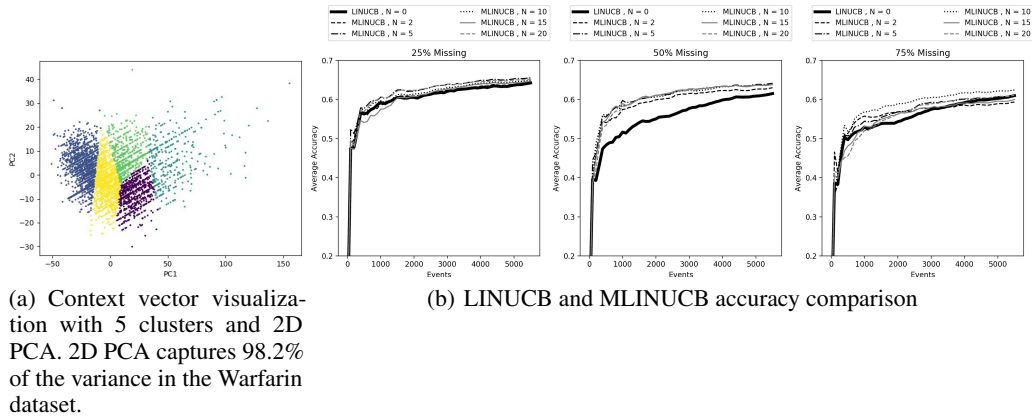 LINUCB , N = 0
MLINUCB , N = 2
MLINUCB , N = 5
MLINUCB , N = 10
MLINUCB , N = 15
MLINUCB , N = 20
LINUCB , N = 0
MLINUCB , N = 2
MLINUCB , N = 5
MLINUCB , N = 10
MLINUCB , N = 15
MLINUCB , N = 20
LINUCB , N = 0
MLINUCB , N = 2
MLINUCB , N = 5
MLINUCB , N = 10
MLINUCB , N = 15
MLINUCB , N = 20
40
30
20
10
0
−10
−20
−30
PC2
−50
0
50
100
150
PC1
25% Missing
0.7
0.6
0.5
0.4
0.3
0.2
Average Accuracy
0 1000 2000 3000 4000 5000
Events
50% Missing
0.7
0.6
0.5
0.4
0.3
0.2
Average Accuracy
0 1000 2000 3000 4000 5000
Events
75% Missing
0.7
0.6
0.5
0.4
0.3
0.2
Average Accuracy
0 1000 2000 3000 4000 5000
Events
(a) Context vector visualiza-
tion with 5 clusters and 2D
PCA. 2D PCA captures 98.2%
of the variance in the Warfarin
dataset.
(b) LINUCB and MLINUCB accuracy comparison